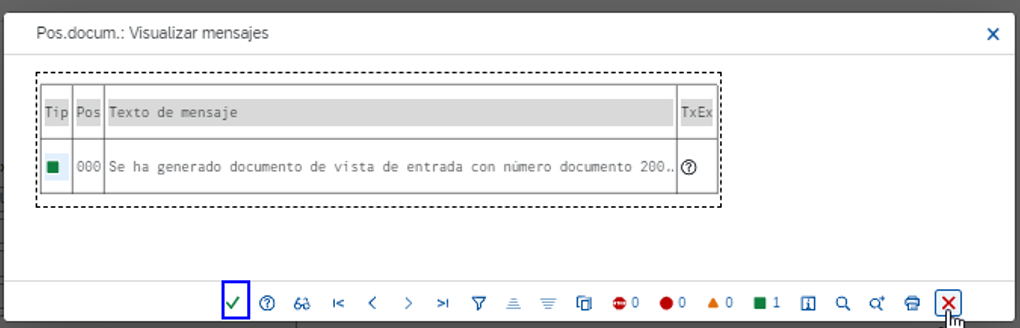 Pos.docum.: Visualizar mensajes
Tip Pos Texto de mensaje TxEx
000 Se ha generado documento de vista de entrada con número documento 200..
0 0 0 1